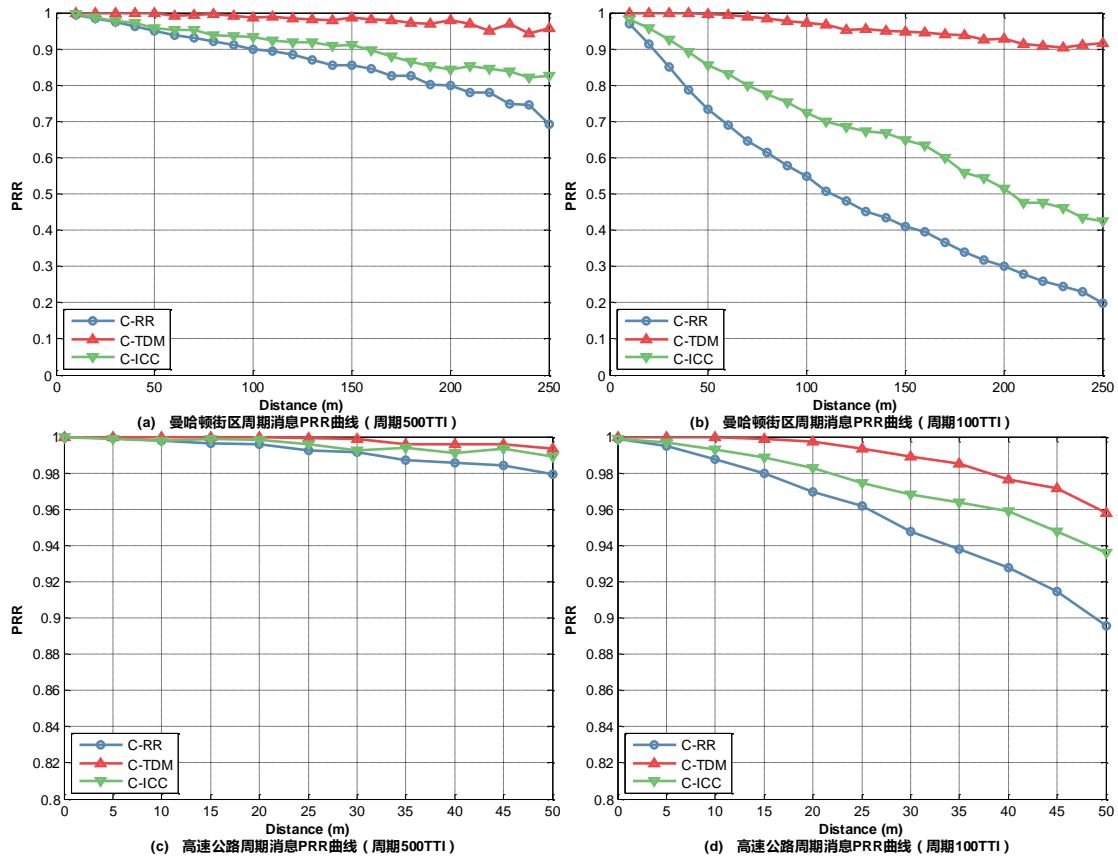 PRR
1
0.9
0.8
0.7
0.6
0.5
0.4
0.3
0.2
0.1
0
C-RR
C-TDM
C-ICC
0 50 100 150 200 250
Distance (m)
(a) 曼哈顿街区周期消息PRR曲线（周期500TTI）
PRR
1
0.9
0.8
0.7
0.6
0.5
0.4
0.3
0.2
0.1
0
C-RR
C-TDM
C-ICC
0 50 100 150 200 250
Distance (m)
(b) 曼哈顿街区周期消息PRR曲线（周期100TTI）
PRR
1
0.98
0.96
0.94
0.92
0.9
0.88
0.86
0.84
0.82
0.8
C-RR
C-TDM
C-ICC
0 5 10 15 20 25 30 35 40 45 50
Distance (m)
(c) 高速公路周期消息PRR曲线（周期500TTI）
PRR
1
0.98
0.96
0.94
0.92
0.9
0.88
0.86
0.84
0.82
0.8
C-RR
C-TDM
C-ICC
0 5 10 15 20 25 30 35 40 45 50
Distance (m)
(d) 高速公路周期消息PRR曲线（周期100TTI）